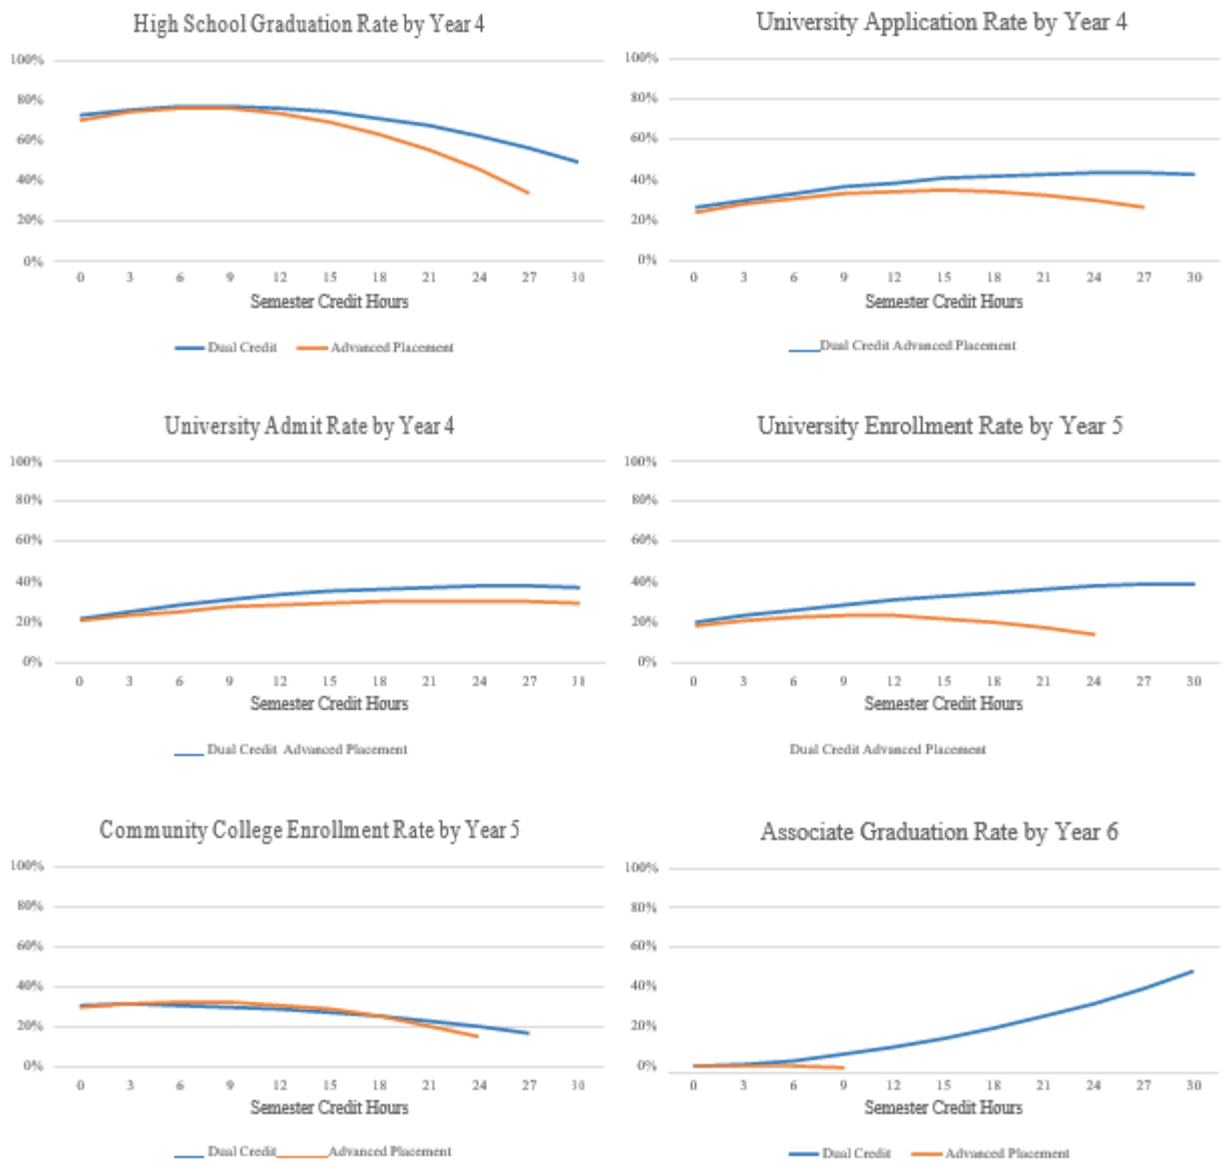 High School Graduation Rate by Year 4
100%
80%
60%
40%
20%
0%
0 3 6 9 12 15 18 21 24 27 30
Semester Credit Hours
Dual Credit Advanced Placement
University Application Rate by Year 4
100%
80%
60%
40%
20%
0%
0 3 6 9 12 15 18 21 24 27 30
Semester Credit Hours
Dual Credit Advanced Placement
University Admit Rate by Year 4
100%
80%
60%
40%
20%
0%
0 3 6 9 12 15 18 21 24 27 31
Semester Credit Hours
Dual Credit Advanced Placement
University Enrollment Rate by Year 5
100%
80%
60%
40%
20%
0%
0 3 6 9 12 15 18 21 24 27 30
Semester Credit Hours
Dual Credit Advanced Placement
Community College Enrollment Rate by Year 5
100%
80%
60%
40%
20%
0%
0 3 6 9 12 15 18 21 24 27 30
Semester Credit Hours
Dual Credit Advanced Placement
Associate Graduation Rate by Year 6
100%
80%
60%
40%
20%
0%
0 3 6 9 12 15 18 21 24 27 30
Semester Credit Hours
Dual Credit Advanced Placement